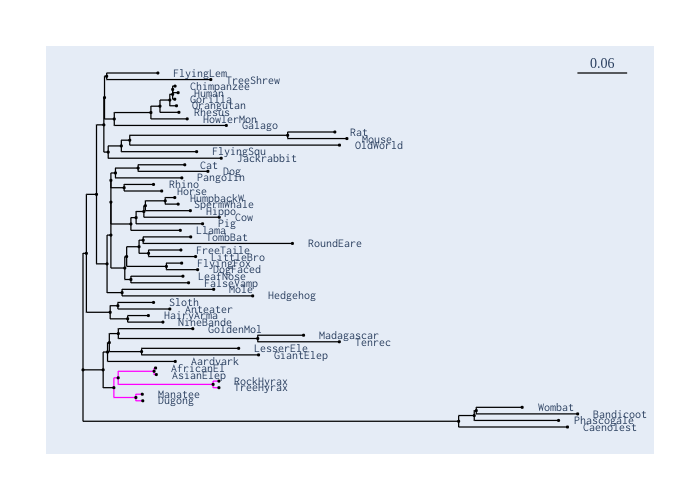 0.06
FlyingLem
TreeShrew
Chimpanzee
Human
Gorilla
Orangutan
Rhesus
HowlerMon
Galago
Rat
Mouse
OldWorld
FlyingSqu
Jackrabbit
Cat
Dog
Pangolin
Rhino
Horse
HumpbackW
SpermWhale
Hippo
Cow
Pig
Llama
TombBat
RoundEare
FreeTaile
LittleBro
FlyingFox
DogFaced
LeafNose
FalseVamp
Mole
Hedgehog
Sloth
Anteater
HairyArma
NineBande
GoldenMol
Madagascar
Tenrec
LesserEle
GiantElep
Aardvark
AfricanEl
AsianElep
RockHyrax
TreeHyrax
Manatee
Dugong
Wombat
Bandicoot
Phascogale
Caenolest